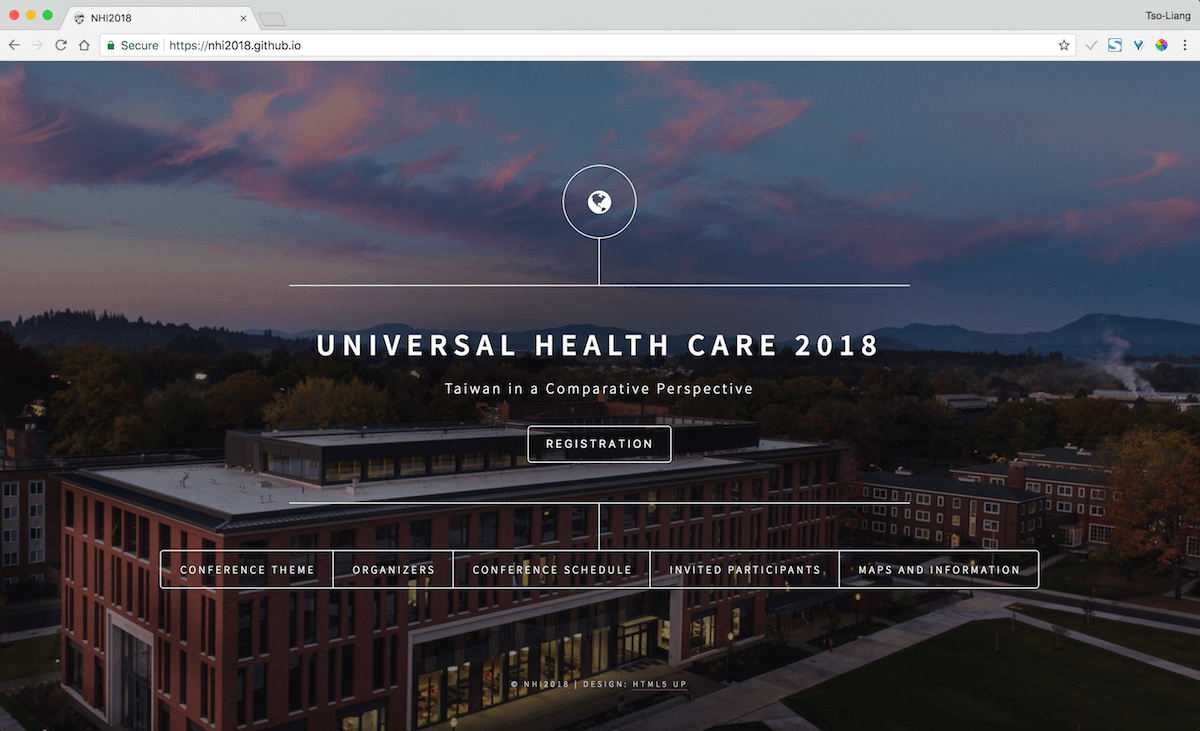 NHI2018
Tso-Liang
Secure https://nhi2018.github.io
UNIVERSAL HEALTH CARE 2018
Taiwan in a Comparative Perspective
REGISTRATION
CONFERENCE THEME ORGANIZERS CONFERENCE SCHEDULE INVITED PARTICIPANTS MAPS AND INFORMATION
© NHI2018 | DESIGN: HTML5 UP